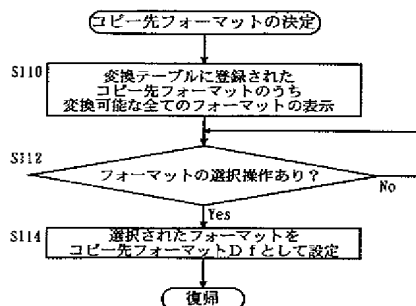 コピー先フォーマットの決定
S110
変換テーブルに登録された
コピー先フォーマットのうち
変換可能な全てのフォーマットの表示
S112
フォーマットの選択操作あり?
No
Yes
S114
選択されたフォーマットを
コピー先フォーマットDfとして設定
復帰